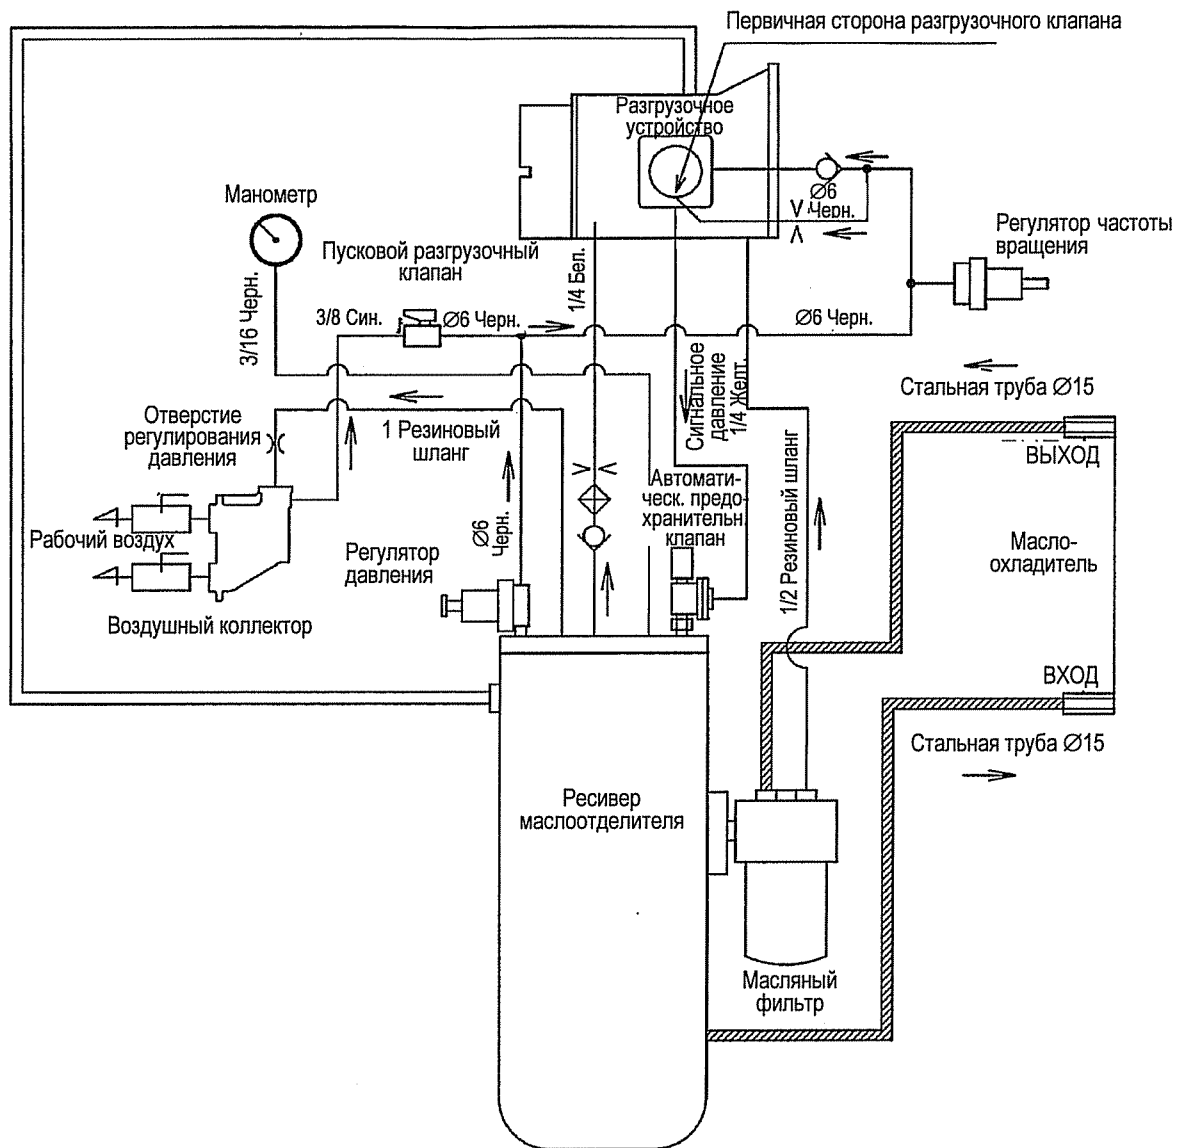 Первичная сторона разгрузочного клапана
Разгрузочное
устройство
Манометр
Ø6
Черн.
Регулятор частоты
вращения
Пусковой разгрузочный
клапан
1/4 Бел.
3/16 Черн.
3/8 Син.
Ø6 Черн.
Ø6 Черн.
Стальная труба Ø15
Сигнальное
давление
1/4 Желт.
Отверстие
регулирования
давления
1 Резиновый
шланг
ВЫХОД
Автомати-
ческ. предо-
хранительн.
клапан
1/2 Резиновый шланг
Рабочий воздух
Ø6
Черн.
Регулятор
давления
Масло-
охладитель
Воздушный коллектор
ВХОД
Стальная труба Ø15
Ресивер
маслоотделителя
Масляный
фильтр